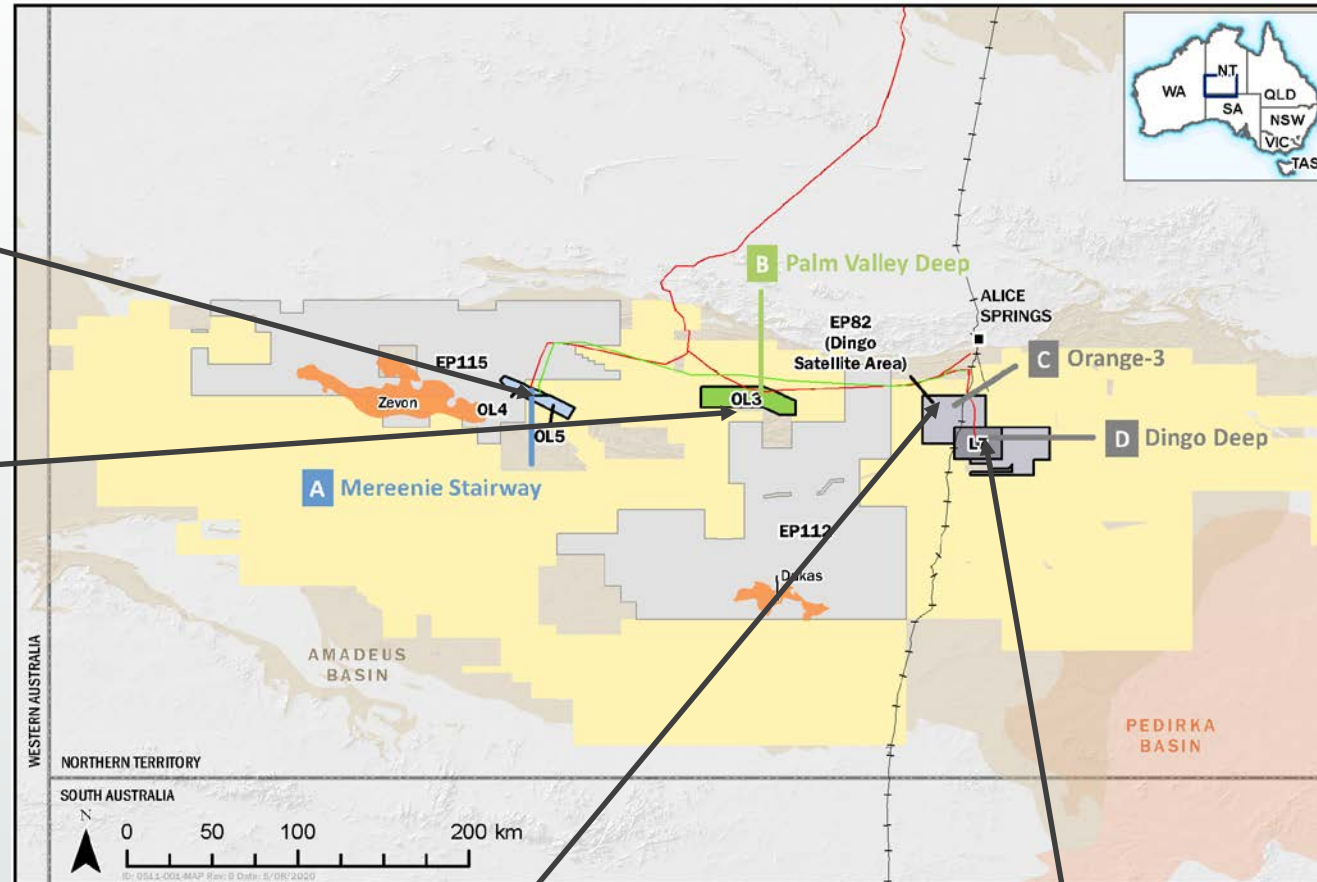 N.T
WA
QLD
SA
NSW
VIC
TAS
B Palm Valley Deep
ALICE
SPRINGS
EP82
(Dingo
Satellite Area)
C Orange-3
EP115
Zevon
OL4
OL5
OL3
D Dingo Deep
A Mereenie Stairway
EP112
Dukas
AMADEUS
BASIN
PEDIRKA
BASIN
WESTERN AUSTRALIA
NORTHERN TERRITORY
SOUTH AUSTRALIA
N
0 50 100 200 km